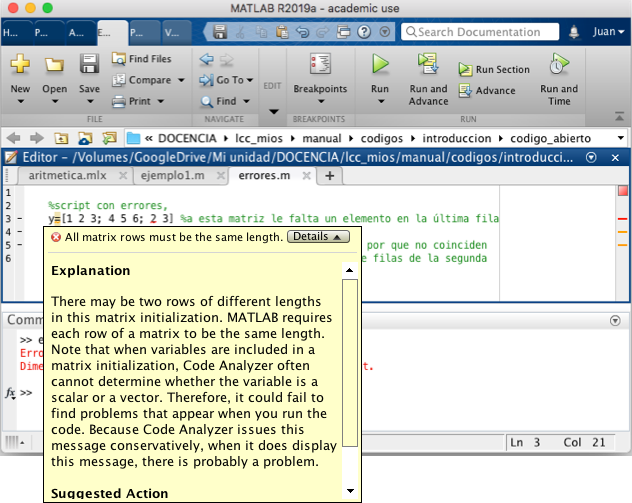 MATLAB R2019a - academic use
H... P... A... E... P... V...
Search Documentation
Juan
New
Open
Save
Find Files
Compare
Print
FILE
Go To
Find
NAVIGATE
EDIT
Breakpoints
BREAKPOINTS
Run
Run and Advance
Run Section
Advance
Run and Time
RUN
« DOCENCIA ▸ lcc_mios ▸ manual ▸ codigos ▸ introduccion ▸ codigo_abierto
Editor – /Volumes/GoogleDrive/Mi unidad/DOCENCIA/lcc_mios/manual/codigos/introducci...
aritmetica.mlx × ejemplo1.m × errores.m × +
1
2 %script con errores,
3 – y=[1 2 3; 4 5 6; 2 3] %a esta matriz le falta un elemento en la última fila
4 –
5 – por que no coinciden
6 filas de la segunda
All matrix rows must be the same length. Details
Explanation
There may be two rows of different lengths
in this matrix initialization. MATLAB requires
each row of a matrix to be the same length.
Note that when variables are included in a
matrix initialization, Code Analyzer often
cannot determine whether the variable is a
scalar or a vector. Therefore, it could fail to
find problems that appear when you run the
code. Because Code Analyzer issues this
message conservatively, when it does display
this message, there is probably a problem.
Suggested Action
Comm
>> e
Erro
Dime t.
fx >>
Ln 3 Col 21